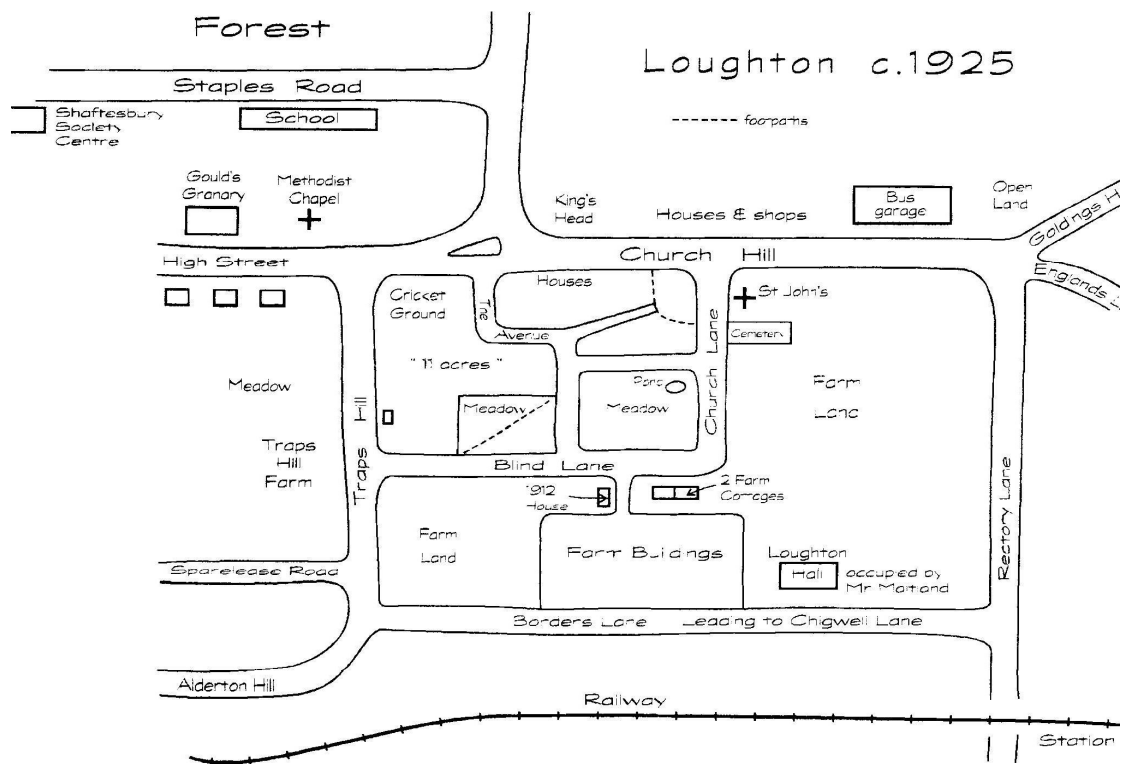 Forest
Loughton c.1925
Staples Road
footpaths
Shaftesbury
Society
Centre
School
Gould's
Granary
Methodist
Chapel
King's
Head
Houses & shops
Bus
garage
Open
Land
Goldings H
Englands L
High Street
Church Hill
Cricket
Ground
The
Avenue
Houses
St John's
Cemetery
Church Lane
"11 acres"
Meadow
Traps Hill
Meadow
Pond
Meadow
Farm
Land
Traps
Hill
Farm
Blind Lane
1912
House
2 Farm
Cottages
Rectory Lane
Farm
Land
Farm Buildings
Loughton
Hall
occupied by
Mr Maitland
Sparelease Road
Borders Lane Leading to Chigwell Lane
Alderton Hill
Railway
Station